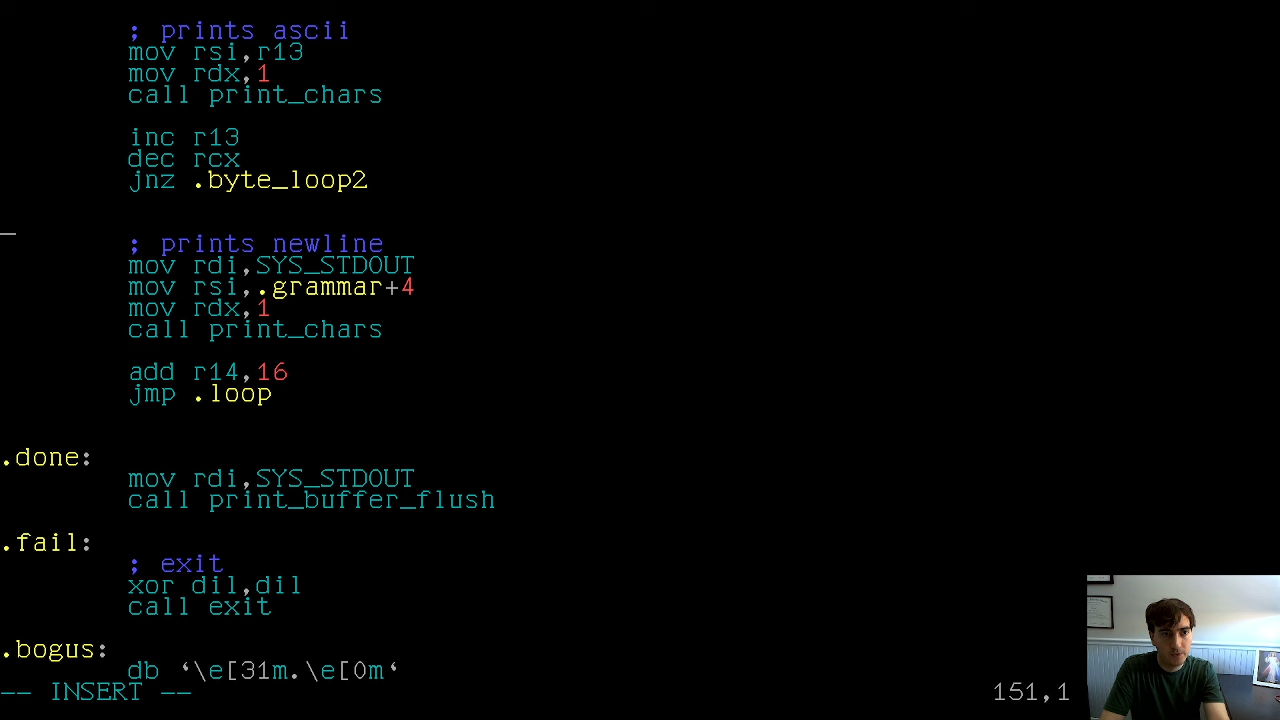 ; prints ascii
mov rsi,r13
mov rdx,1
call print_chars
inc r13
dec rcx
jnz .byte_loop2
; prints newline
mov rdi,SYS_STDOUT
mov rsi,.grammar+4
mov rdx,1
call print_chars
add r14,16
jmp .loop
.done:
mov rdi,SYS_STDOUT
call print_buffer_flush
.fail:
; exit
xor dil,dil
call exit
.bogus:
db `\e[31m.\e[0m`
-- INSERT -- 151,1